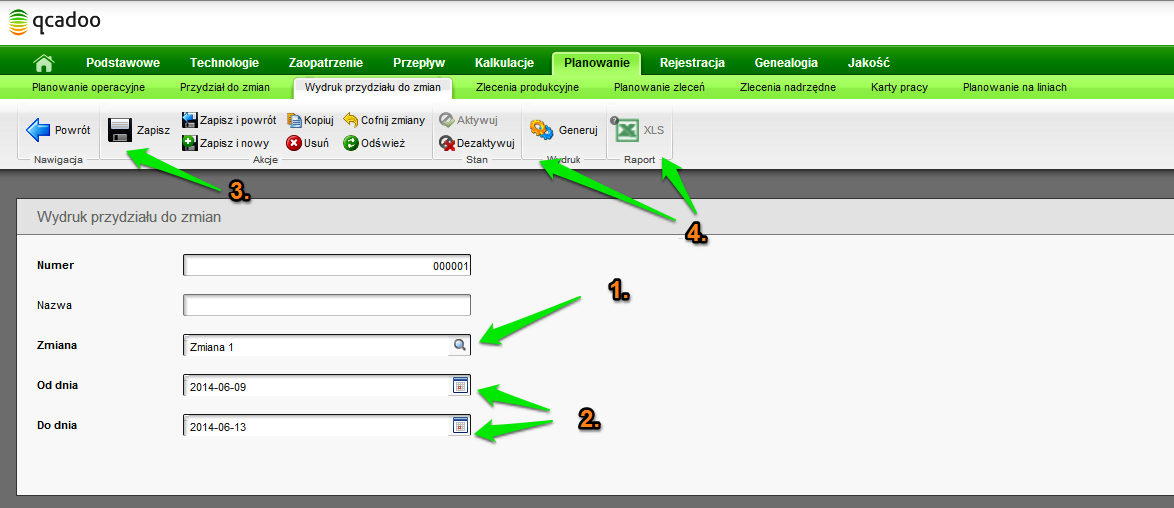 qcadoo
Podstawowe Technologie Zaopatrzenie Przepływ Kalkulacje Planowanie Rejestracja Genealogia Jakość
Planowanie operacyjne Przydział do zmian Wydruk przydziału do zmian Zlecenia produkcyjne Planowanie zleceń Zlecenia nadrzędne Karty pracy Planowanie na liniach
Powrót Zapisz Zapisz i powrót Kopiuj Cofnij zmiany Aktywuj Generuj XLS
Zapisz i nowy Usuń Odśwież Dezaktywuj
Nawigacja Akcje Stan Wydruk Raport
3.
4.
Wydruk przydziału do zmian
Numer 000001
1.
Nazwa
Zmiana Zmiana 1
Od dnia 2014-06-09
2.
Do dnia 2014-06-13